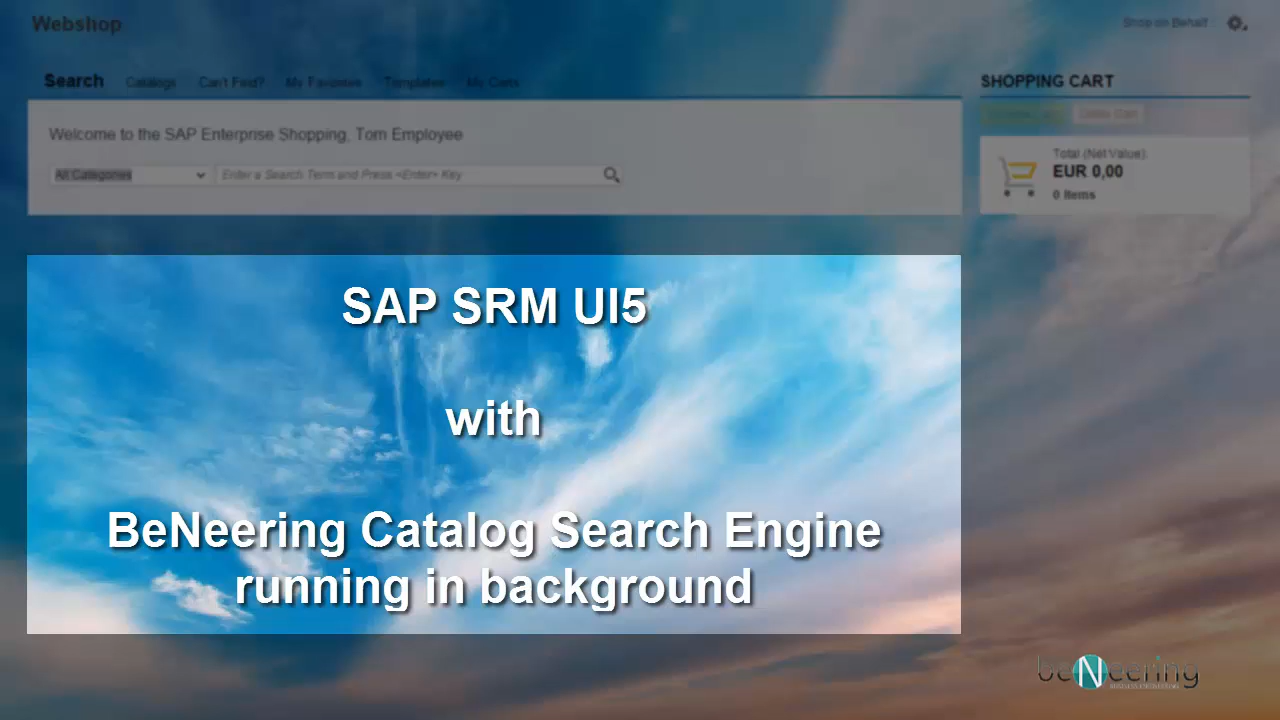 Webshop
Shop on Behalf
Search Catalogs Can't Find? My Favorites Templates My Carts
SHOPPING CART
Welcome to the SAP Enterprise Shopping, Tom Employee
All Categories Enter a Search Term and Press <Enter> Key
Total (Net Value)
EUR 0,00
0 Items
SAP SRM UI5
with
BeNeering Catalog Search Engine
running in background
beNeering